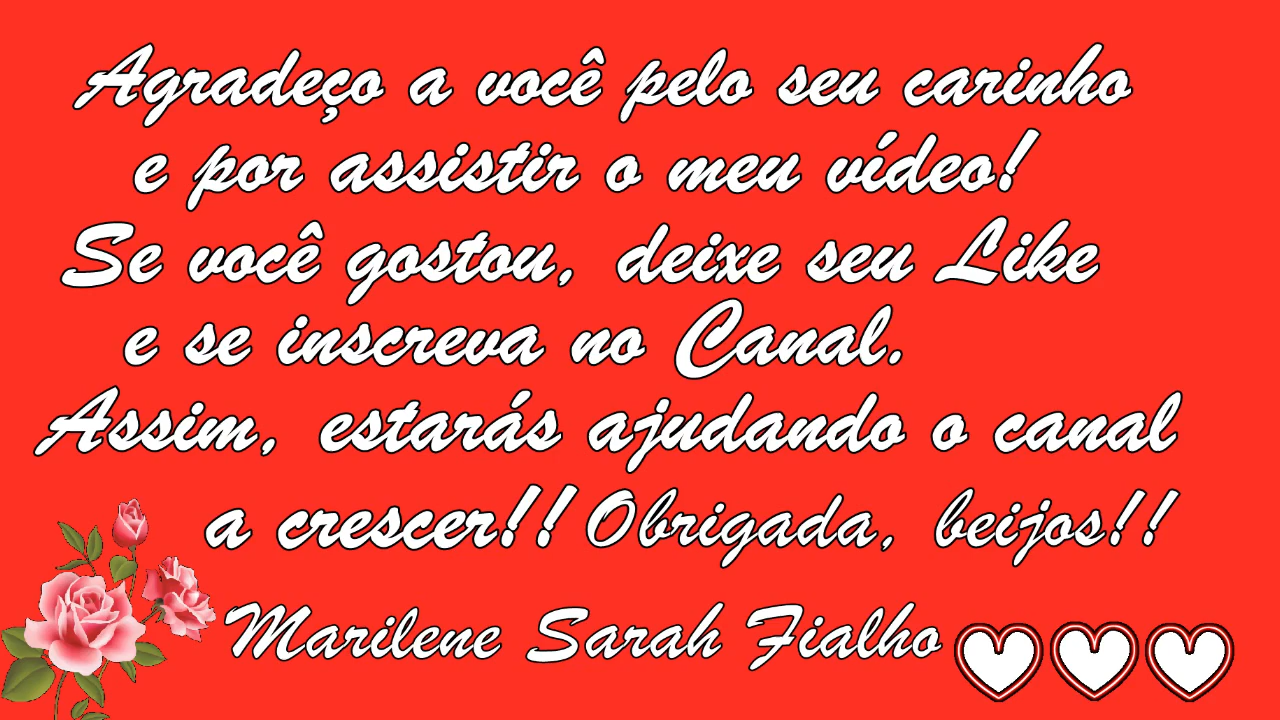 Agradeço a você pelo seu carinho
e por assistir o meu vídeo!
Se você gostou, deixe seu Like
e se inscreva no Canal.
Assim, estarás ajudando o canal
a crescer!! Obrigada, beijos!!
Marilene Sarah Fialho